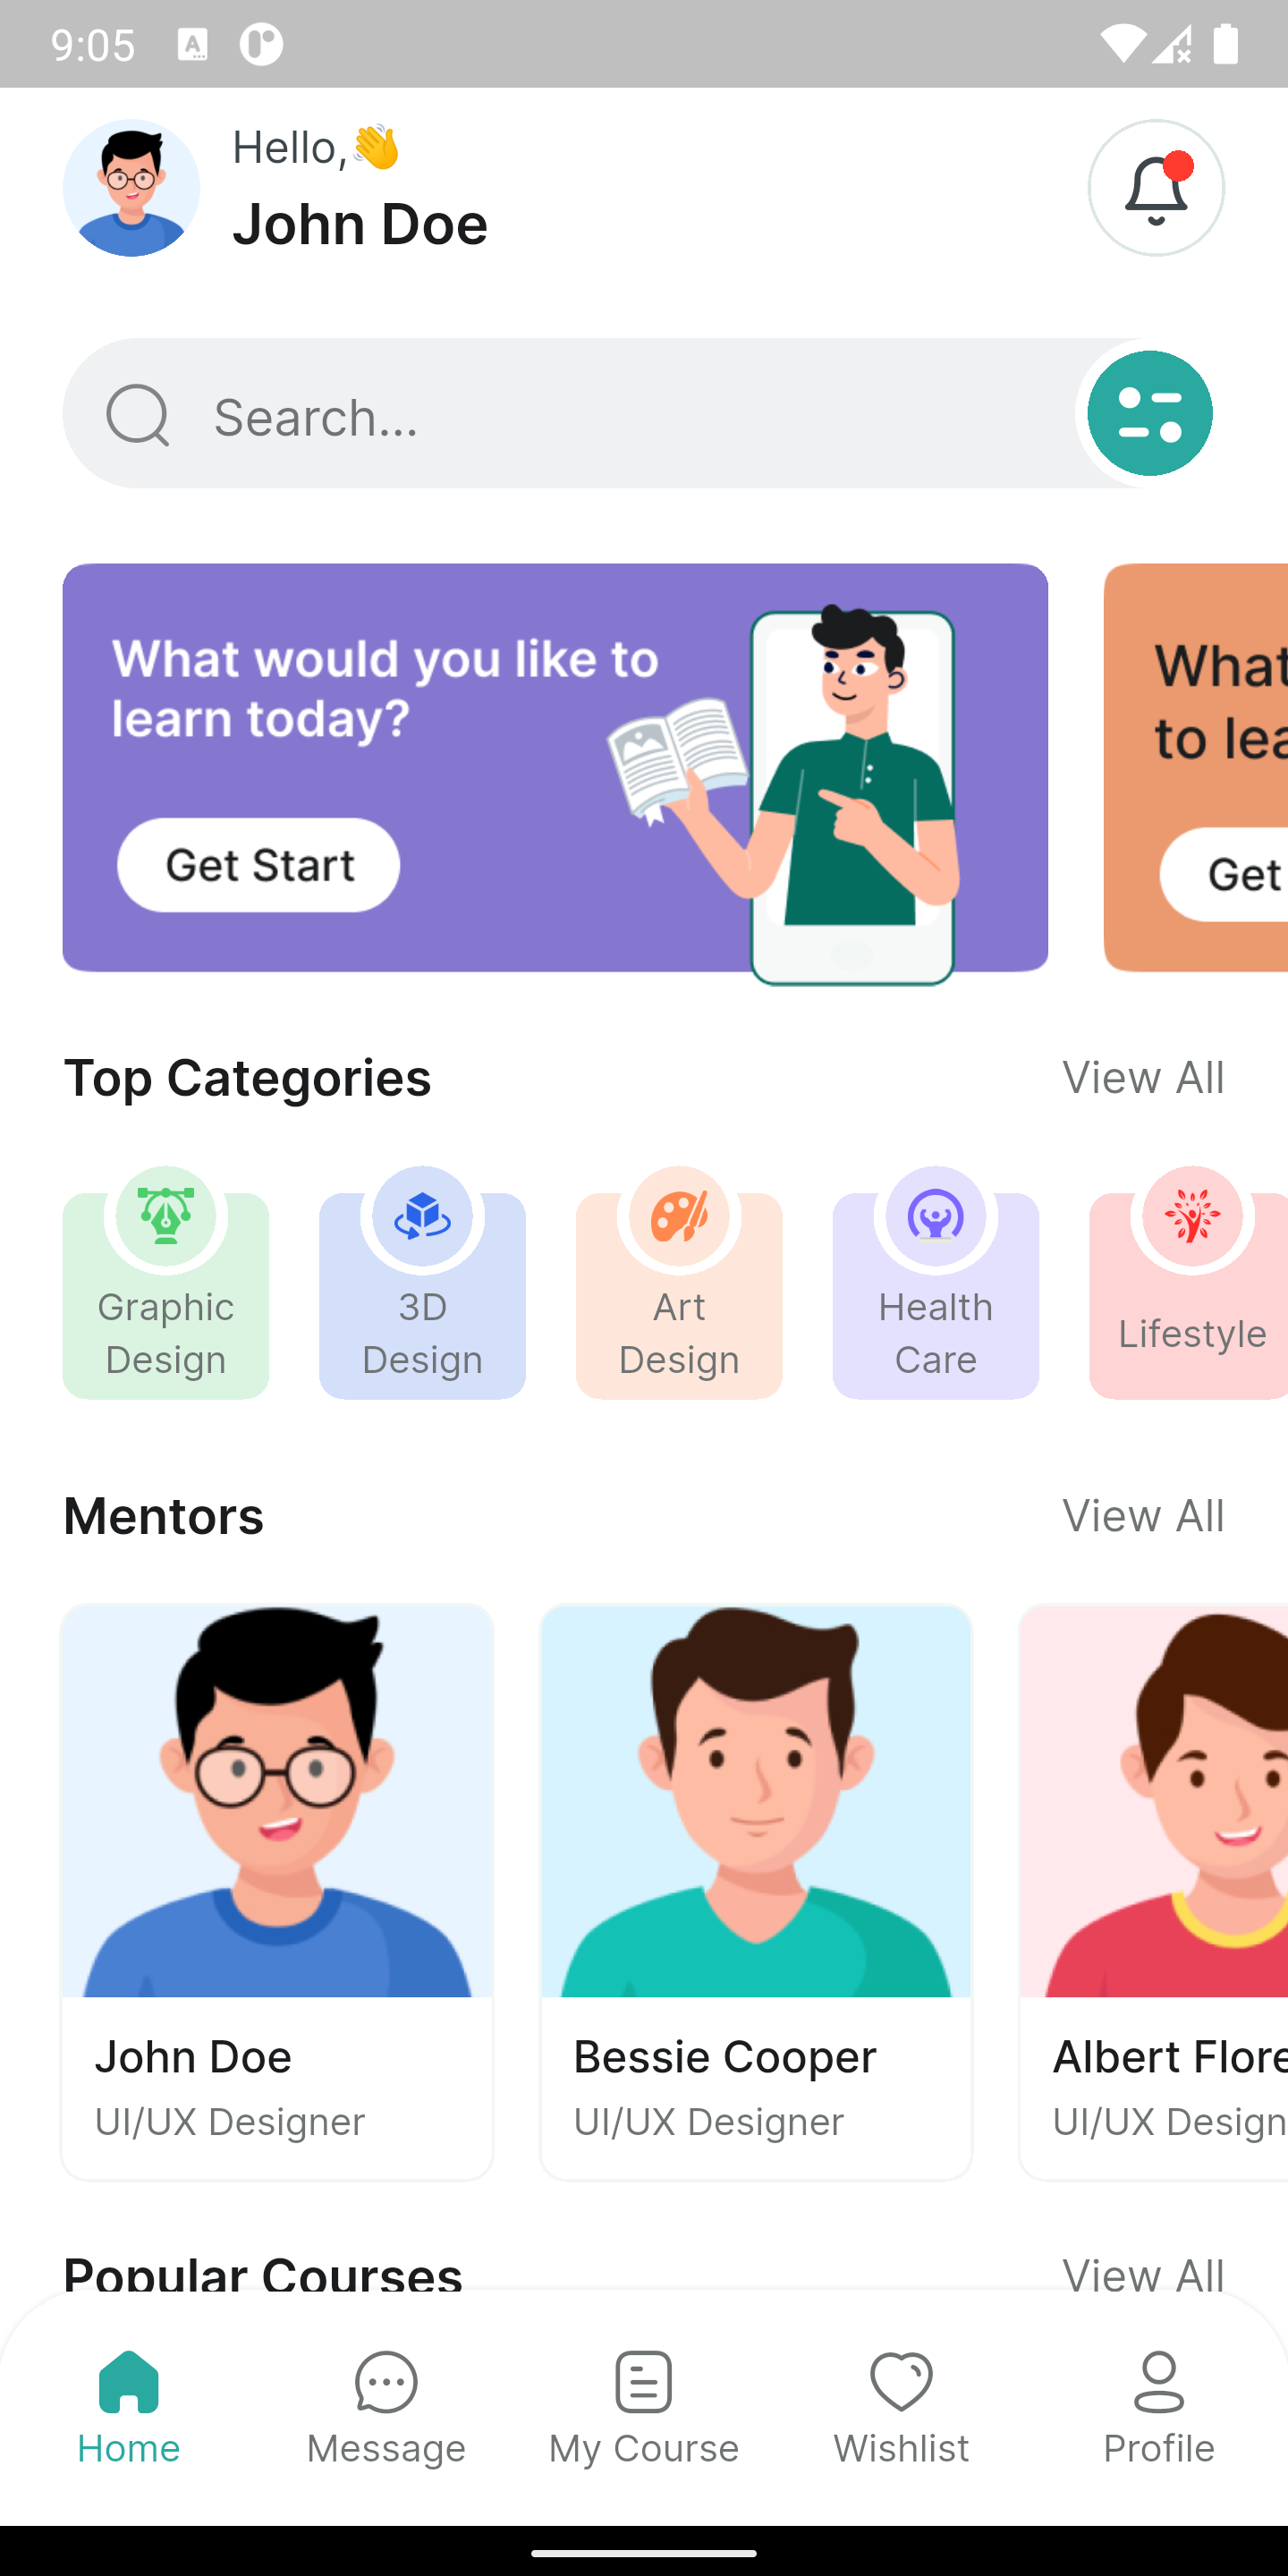 9:05
Hello,👋
John Doe
Search...
What would you like to
learn today?
Get Start
What
to lea
Get
Top Categories
View All
Graphic
Design
3D
Design
Art
Design
Health
Care
Lifestyle
Mentors
View All
John Doe
UI/UX Designer
Bessie Cooper
UI/UX Designer
Albert Flore
UI/UX Design
Popular Courses
View All
Home
Message
My Course
Wishlist
Profile